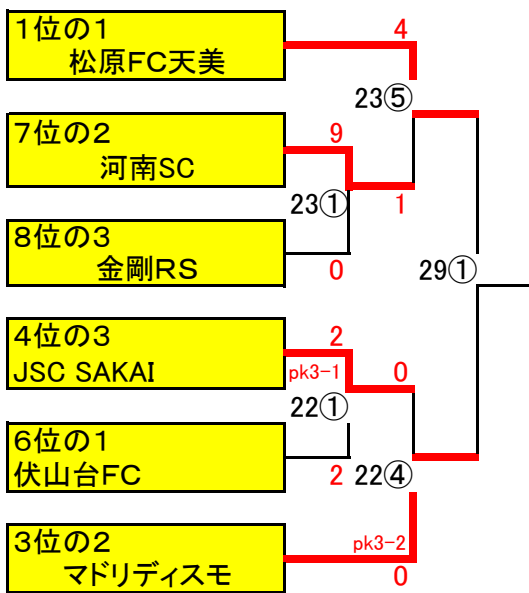 1位の1
松原FC天美
4
23⑤
7位の2
河南SC
9
23①
1
8位の3
金剛RS
0
29①
4位の3
JSC SAKAI
2
pk3-1
0
22①
6位の1
伏山台FC
2
22④
3位の2
マドリディスモ
pk3-2
0